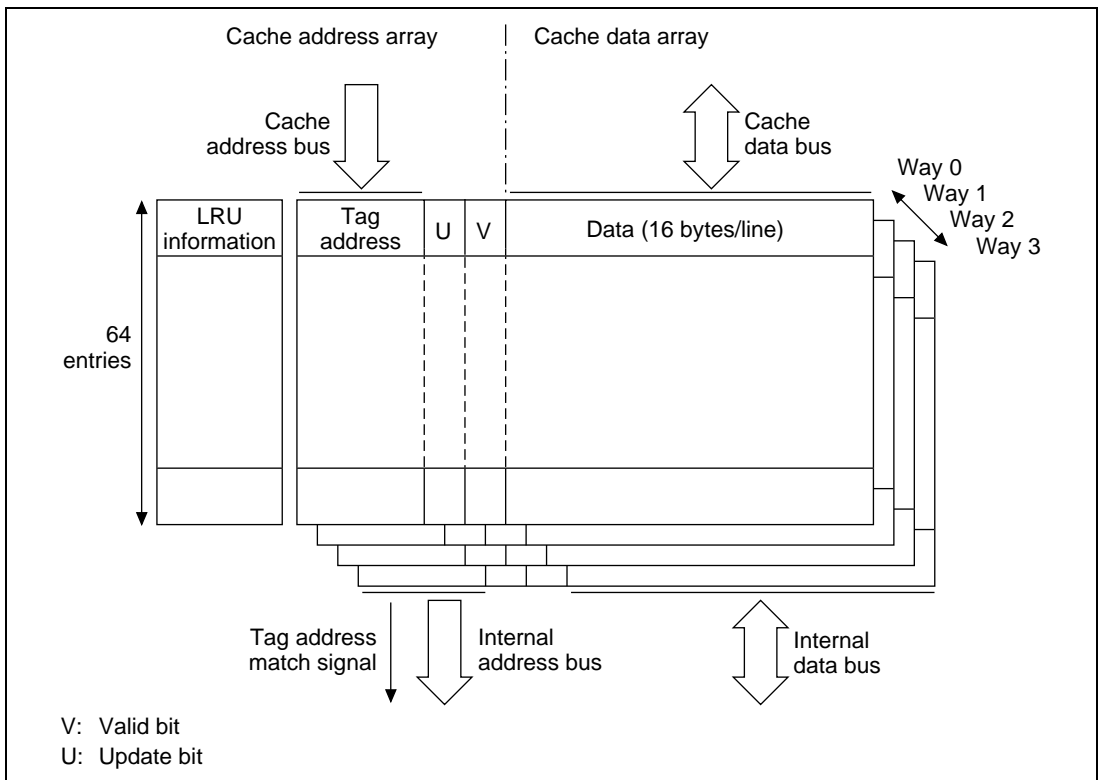 Cache address array
Cache data array
Cache
address bus
Cache
data bus
Way 0
Way 1
Way 2
Way 3
LRU
information
Tag
address
U
V
Data (16 bytes/line)
64
entries
Tag address
match signal
Internal
address bus
Internal
data bus
V: Valid bit
U: Update bit